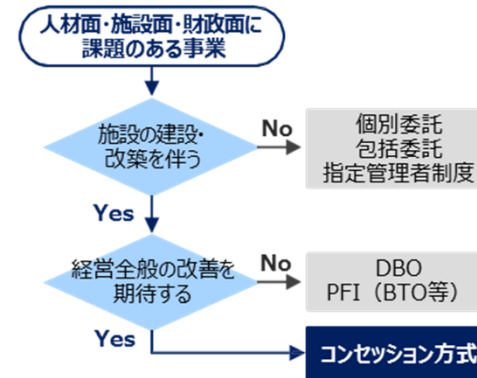 人材面・施設面・財政面に
課題のある事業
施設の建設・
改築を伴う
No
個別委託
包括委託
指定管理者制度
Yes
経営全般の改善を
期待する
No
DBO
PFI（BTO等）
Yes
コンセッション方式